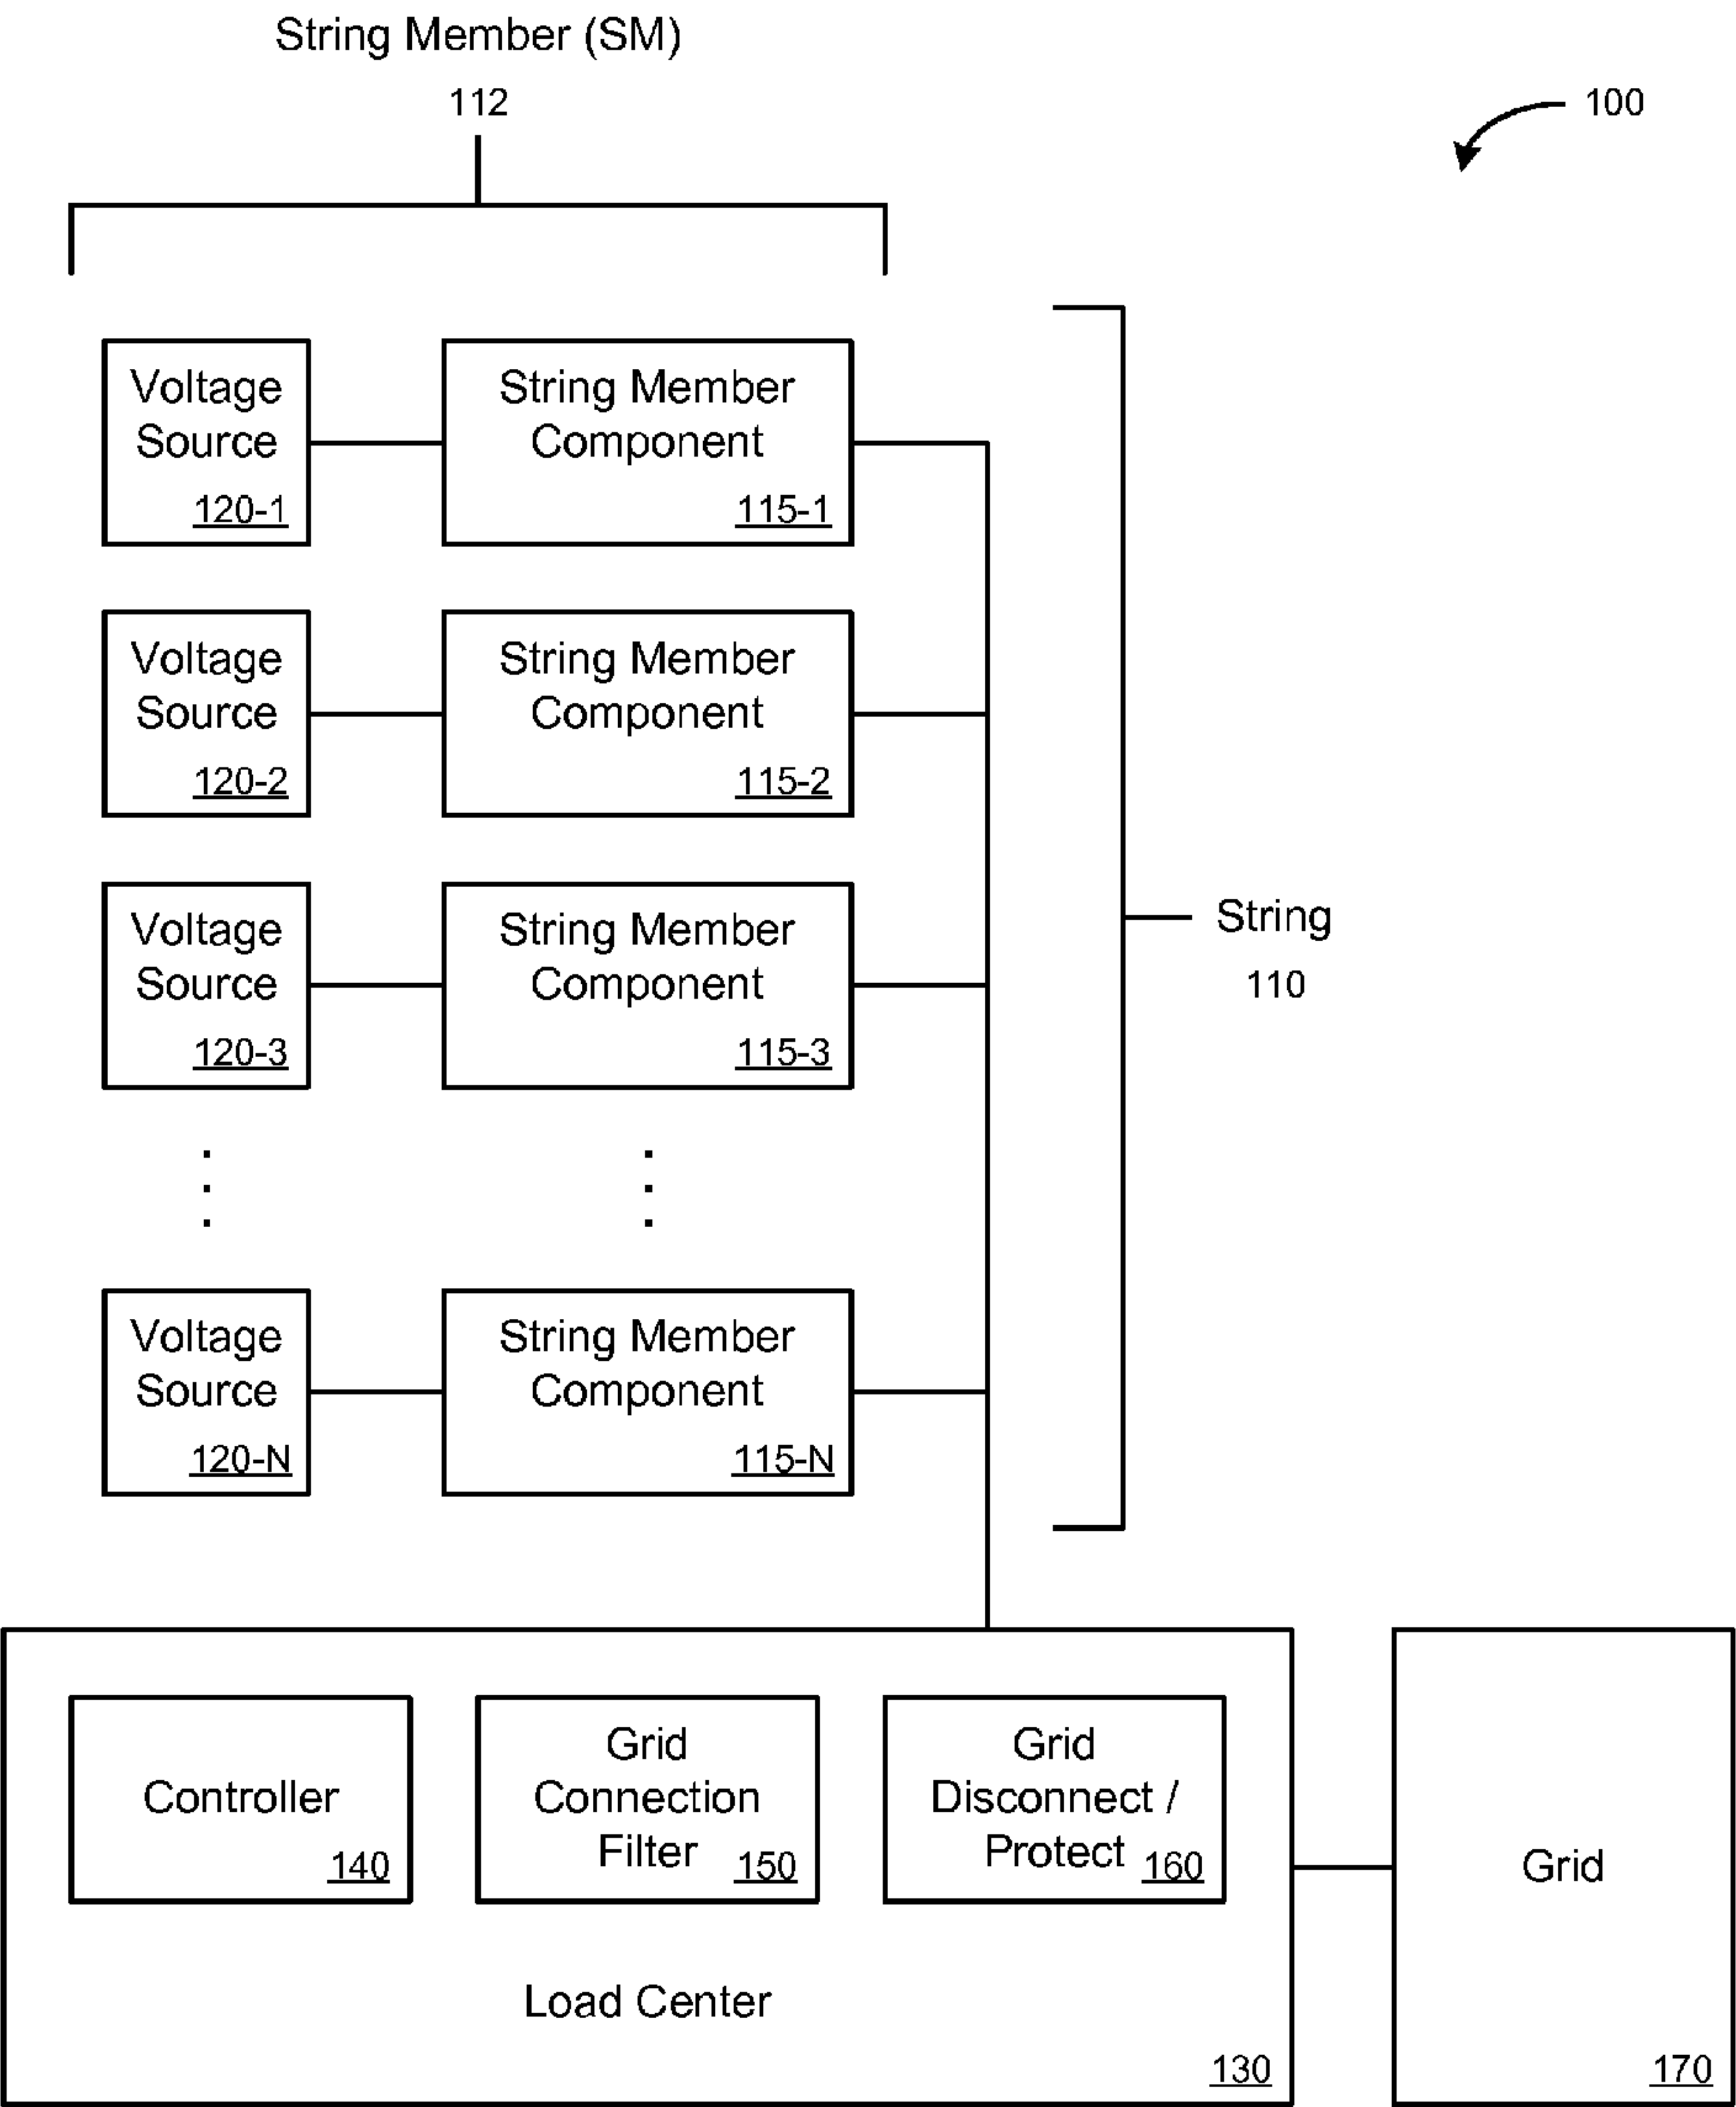 String Member (SM)
112
100
Voltage
Source
120-1
String Member
Component
115-1
Voltage
Source
120-2
String Member
Component
115-2
Voltage
Source
120-3
String Member
Component
115-3
String
110
Voltage
Source
120-N
String Member
Component
115-N
Controller
140
Grid
Connection
Filter 150
Grid
Disconnect /
Protect 160
Load Center
130
Grid
170